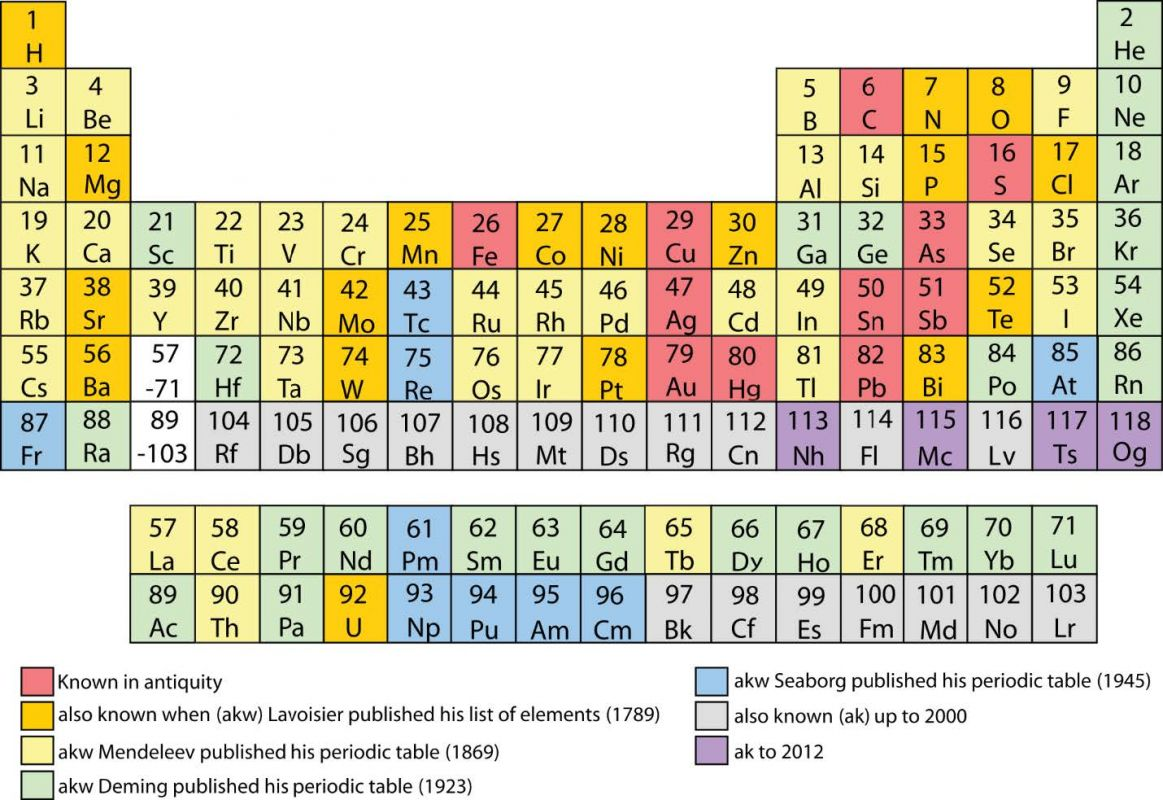 1 2
H He
3 4 5 6 7 8 9 10
Li Be B C N O F Ne
11 12 13 14 15 16 17 18
Na Mg Al Si P S Cl Ar
19 20 21 22 23 24 25 26 27 28 29 30 31 32 33 34 35 36
K Ca Sc Ti V Cr Mn Fe Co Ni Cu Zn Ga Ge As Se Br Kr
37 38 39 40 41 42 43 44 45 46 47 48 49 50 51 52 53 54
Rb Sr Y Zr Nb Mo Tc Ru Rh Pd Ag Cd In Sn Sb Te I Xe
55 56 57 72 73 74 75 76 77 78 79 80 81 82 83 84 85 86
Cs Ba -71 Hf Ta W Re Os Ir Pt Au Hg Tl Pb Bi Po At Rn
87 88 89 104 105 106 107 108 109 110 111 112 113 114 115 116 117 118
Fr Ra -103 Rf Db Sg Bh Hs Mt Ds Rg Cn Nh Fl Mc Lv Ts Og
57 58 59 60 61 62 63 64 65 66 67 68 69 70 71
La Ce Pr Nd Pm Sm Eu Gd Tb Dy Ho Er Tm Yb Lu
89 90 91 92 93 94 95 96 97 98 99 100 101 102 103
Ac Th Pa U Np Pu Am Cm Bk Cf Es Fm Md No Lr
Known in antiquity
also known when (akw) Lavoisier published his list of elements (1789)
akw Mendeleev published his periodic table (1869)
akw Deming published his periodic table (1923)
akw Seaborg published his periodic table (1945)
also known (ak) up to 2000
ak to 2012